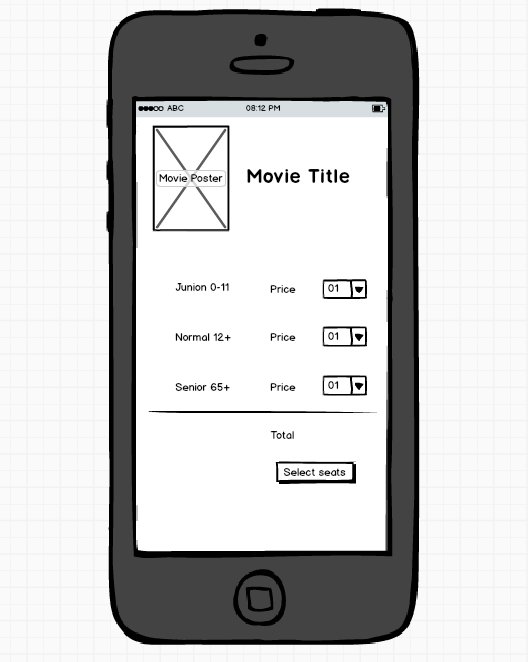 ABC 08:12 PM
Movie Poster
Movie Title
Junion 0-11 Price 01
Normal 12+ Price 01
Senior 65+ Price 01
Total
Select seats